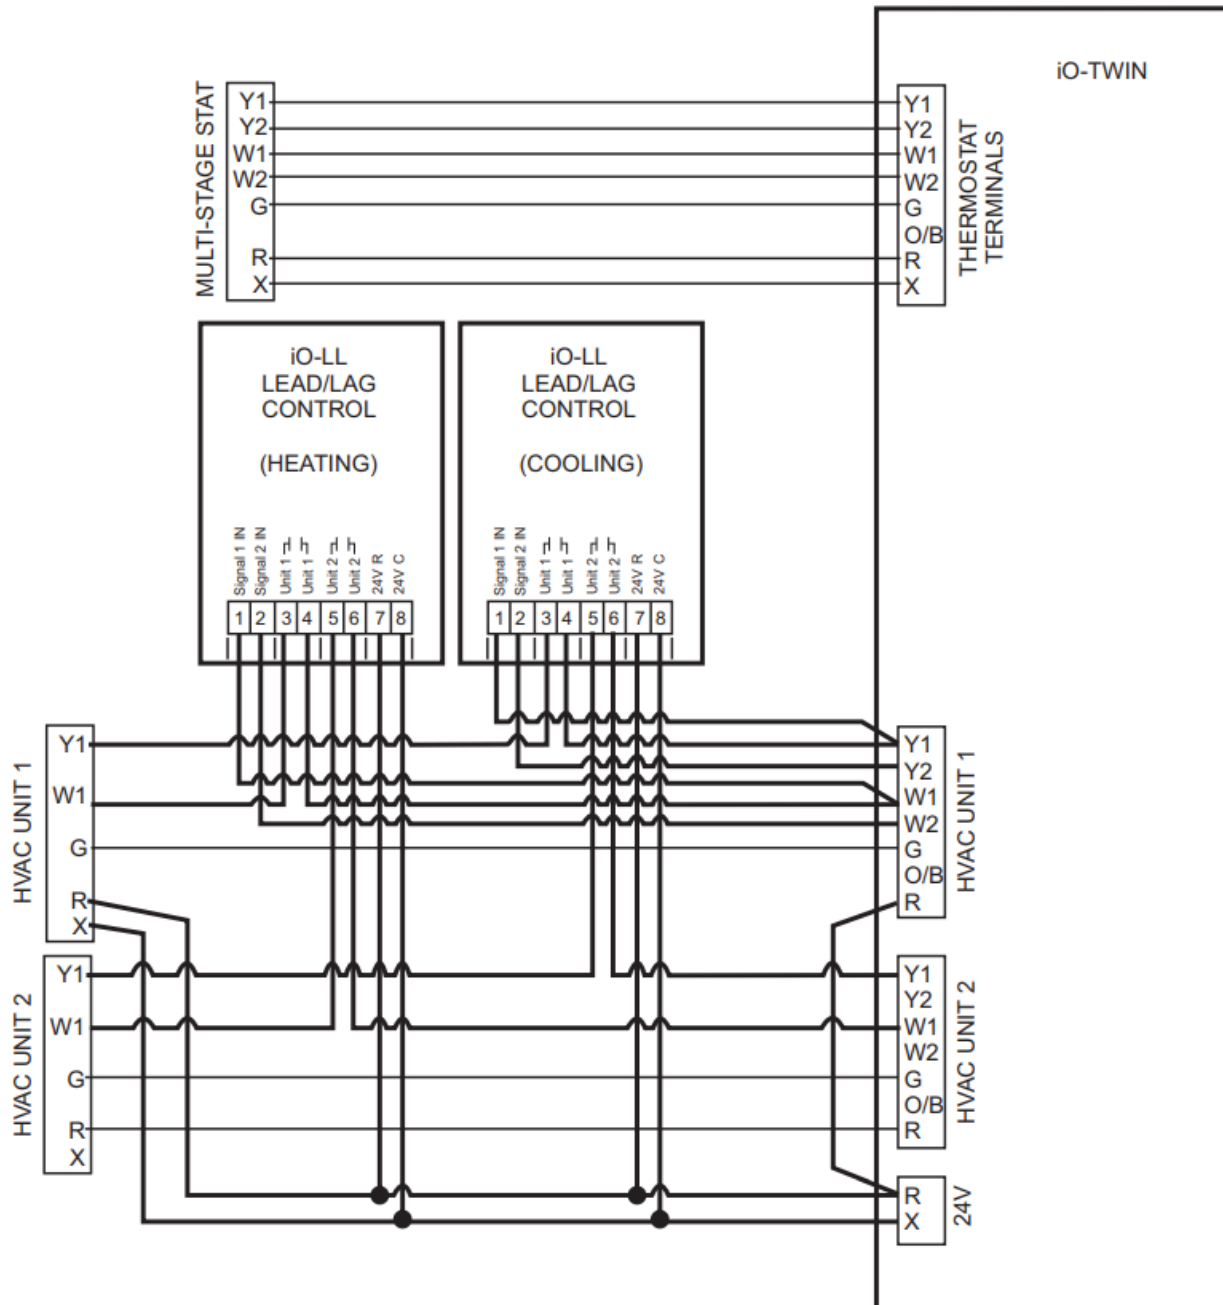 iO-TWIN
MULTI-STAGE STAT
Y1
Y2
W1
W2
G
R
X
Y1
Y2
W1
W2
G
O/B
R
X
THERMOSTAT
TERMINALS
iO-LL
LEAD/LAG
CONTROL
(HEATING)
Signal 1 IN
Signal 2 IN
Unit 1
Unit 1
Unit 2
Unit 2
24V R
24V C
1 2 3 4 5 6 7 8
iO-LL
LEAD/LAG
CONTROL
(COOLING)
Signal 1 IN
Signal 2 IN
Unit 1
Unit 1
Unit 2
Unit 2
24V R
24V C
1 2 3 4 5 6 7 8
HVAC UNIT 1
Y1
W1
G
R
X
Y1
Y2
W1
W2
G
O/B
R
HVAC UNIT 1
HVAC UNIT 2
Y1
W1
G
R
X
Y1
Y2
W1
W2
G
O/B
R
HVAC UNIT 2
R
X
24V